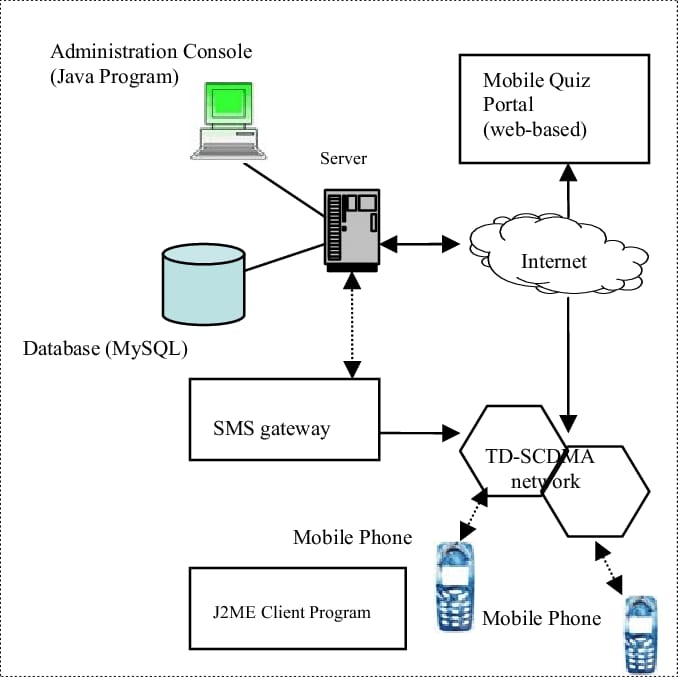 Administration Console
(Java Program)
Mobile Quiz
Portal
(web-based)
Server
Internet
Database (MySQL)
SMS gateway
TD-SCDMA
network
Mobile Phone
J2ME Client Program
Mobile Phone